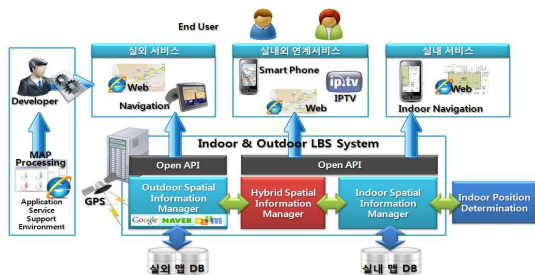 End User
실외 서비스
실내외 연계서비스
실내 서비스
Developer
Web
Navigation
Smart Phone
ip.tv
IPTV
Web
Web
Indoor Navigation
Indoor & Outdoor LBS System
MAP
Processing
Application
Service
Support
Environment
GPS
Open API
Open API
Outdoor Spatial
Information
Manager
Google NAVER Daum
Hybrid Spatial
Information
Manager
Indoor Spatial
Information
Manager
Indoor Position
Determination
실외 맵 DB
실내 맵 DB